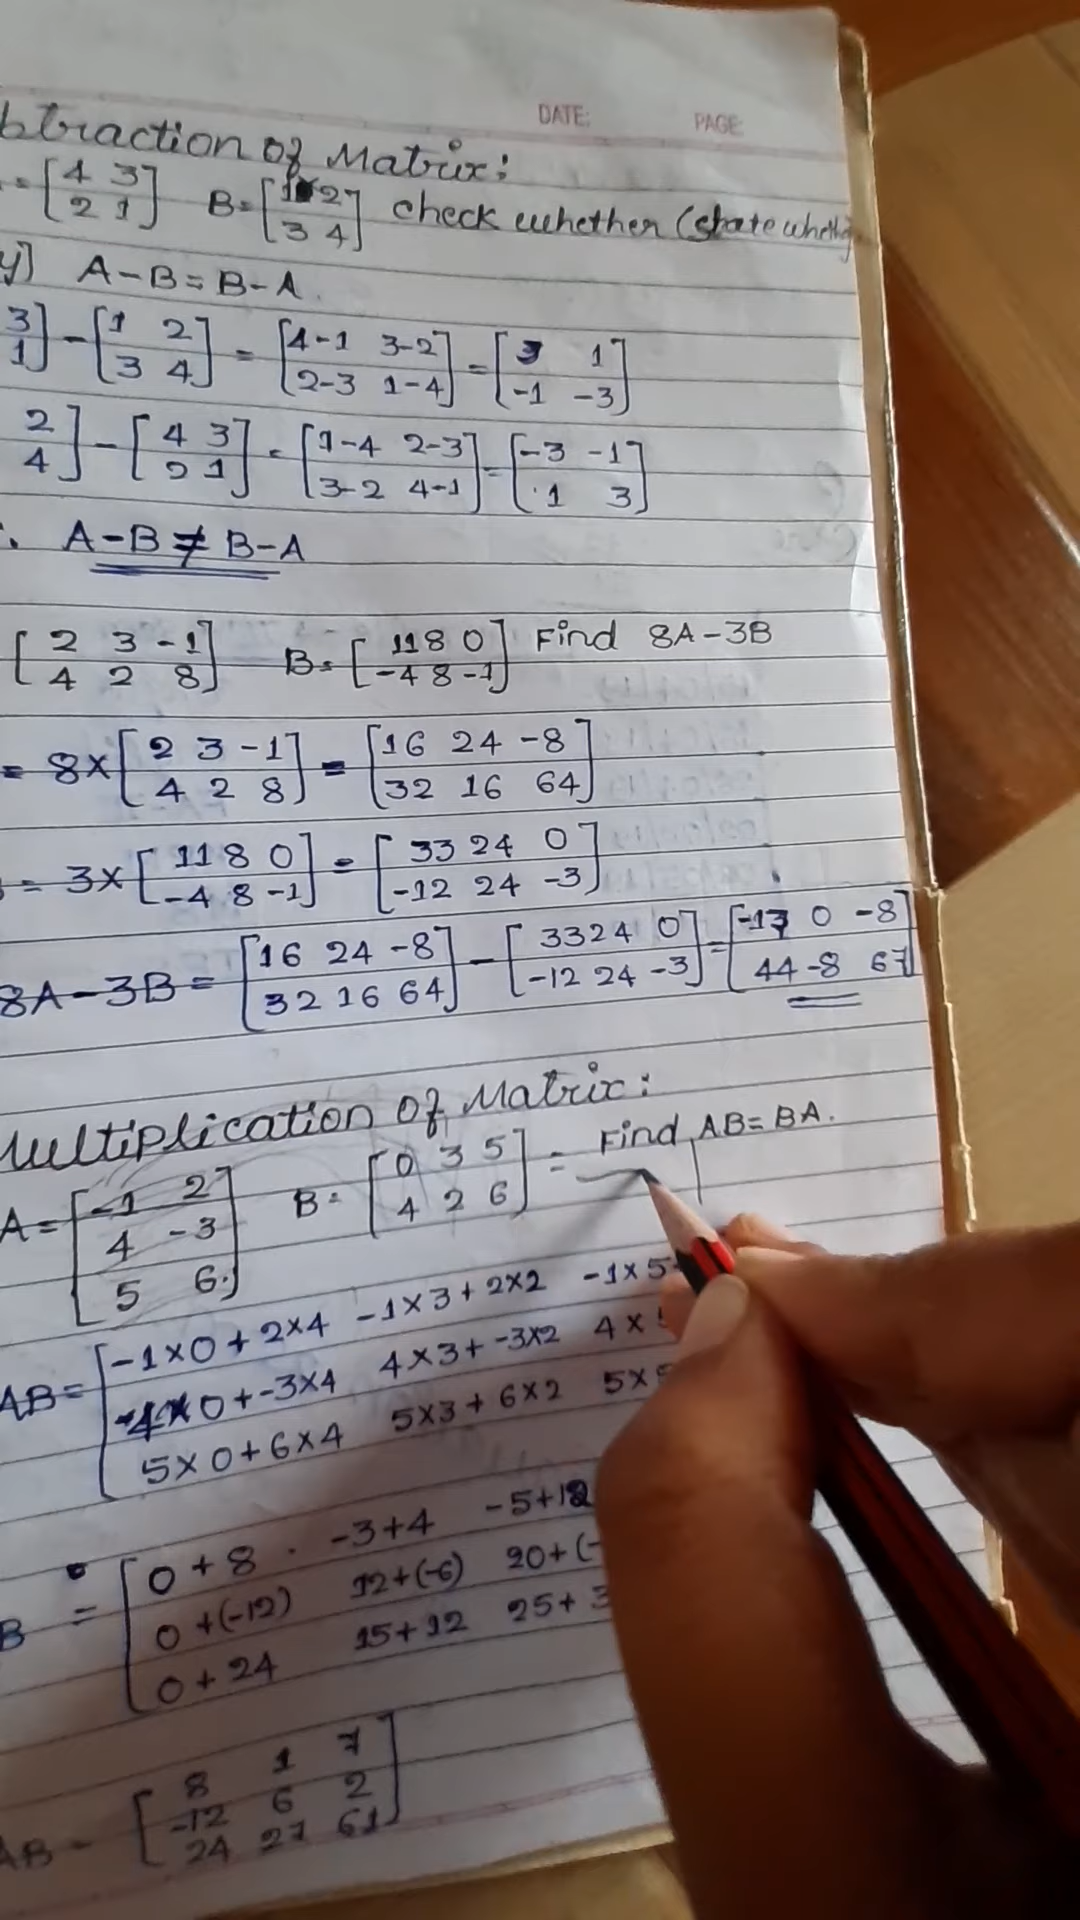 DATE: PAGE
btraction of Matrix:
= [4 3 B = [1 2 check whether (state wheth
2 1] 3 4]
y) A-B=B-A.
3 - [1 2 = [4-1 3-2 = [3 1
1] 3 4] 2-3 1-4] -1 -3]
2 - [4 3 = [1-4 2-3 = [-3 -1
4] 2 1] 3-2 4-1] 1 3]
∴ A-B ≠ B-A
[2 3 -1 B = [11 8 0 Find 8A-3B
4 2 8] -4 8 -1]
= 8× [2 3 -1 = [16 24 -8
4 2 8] 32 16 64]
= 3× [11 8 0 = [33 24 0
-4 8 -1] -12 24 -3]
8A-3B = [16 24 -8 - [33 24 0 = [-17 0 -8
32 16 64] -12 24 -3] 44 -8 67]
Multiplication of Matrix:
A = [-1 2 B = [0 3 5 = Find AB=BA.
4 -3 4 2 6]
5 6]
AB = [-1×0+2×4 -1×3+2×2 -1×5
4×0+-3×4 4×3+-3×2 4×
5×0+6×4 5×3+6×2 5×
B = [0+8 -3+4 -5+12
0+(-12) 12+(-6) 20+(-
0+24 15+12 25+3
AB = [8 1 7
-12 6 2
24 27 61]